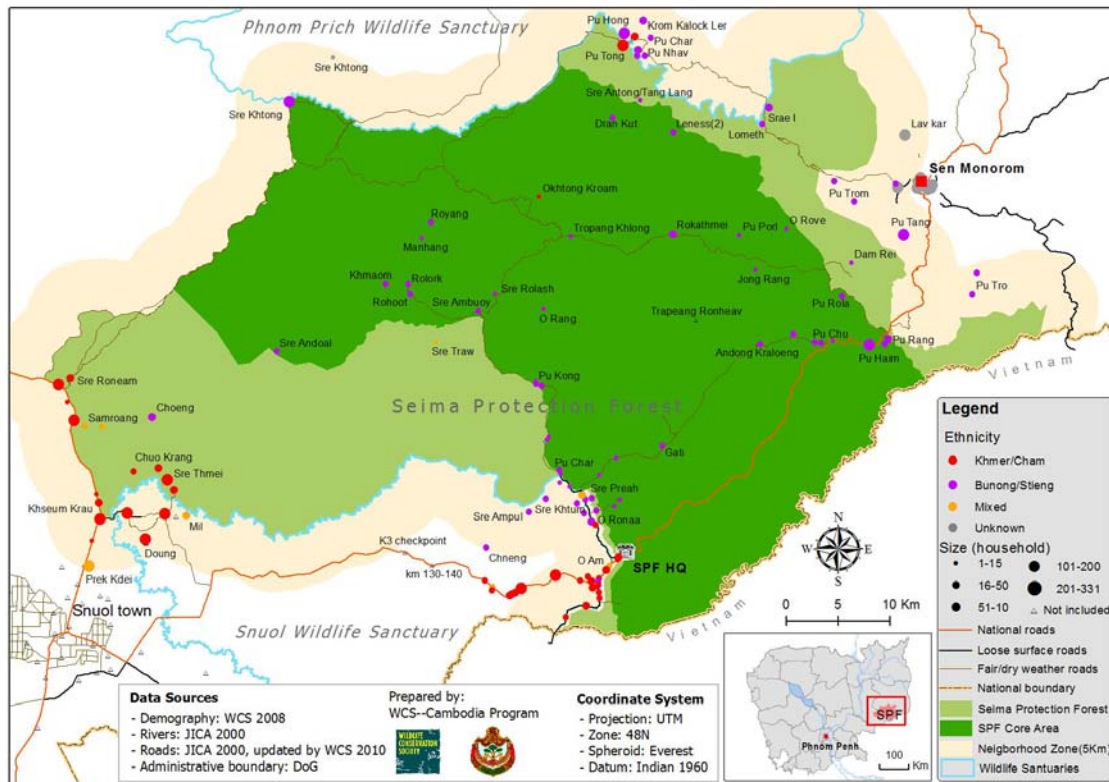 Phnom Prich Wildlife Sanctuary
Pu Hong
Krom Kalock Ler
Pu Char
Pu Tong
Pu Nhav
Sre Khtong
Sre Khtong
Sre Antong/Tang Lang
Dran Kut
Leness(2)
Srae I
Lometh
Lav kar
Sen Monorom
Okhtong Kroam
Pu Trom
Royang
Manhang
Tropang Khlong
Rokathmei
Pu Porl
O Rove
Pu Tang
Dam Rei
Khmaom
Rolork
Rohoot
Sre Rolash
Sre Ambuoy
O Rang
Jong Rang
Pu Rola
Pu Tro
Trapeang Ronheav
Sre Andoal
Sre Traw
Andong Kraloeng
Pu Chu
Pu Haim
Pu Rang
Vietnam
Sre Roneam
Pu Kong
Seima Protection Forest
Samroang
Choeng
Chuo Krang
Sre Thmei
Pu Char
Gati
Khseum Krau
Mil
Sre Preah
Sre Khtum
Sre Ampul
O Ronaa
Doung
K3 checkpoint
Chneng
O Am
SPF HQ
Prek Kdei
km 130-140
Snuol town
Snuol Wildlife Sanctuary
Vietnam
N
W E
S
0 5 10 Km
Legend
Ethnicity
Khmer/Cham
Bunong/Stieng
Mixed
Unknown
Size (household)
1-15
16-50
51-10
101-200
201-331
Not included
National roads
Loose surface roads
Fair/dry weather roads
National boundary
Seima Protection Forest
SPF Core Area
Neigborhood Zone(5Km)
Wildlife Santuaries
Data Sources
- Demography: WCS 2008
- Rivers: JICA 2000
- Roads: JICA 2000, updated by WCS 2010
- Administrative boundary: DoG
Prepared by:
WCS--Cambodia Program
WILDLIFE
CONSERVATION
SOCIETY
Coordinate System
- Projection: UTM
- Zone: 48N
- Spheroid: Everest
- Datum: Indian 1960
SPF
Phnom Penh
100
Km